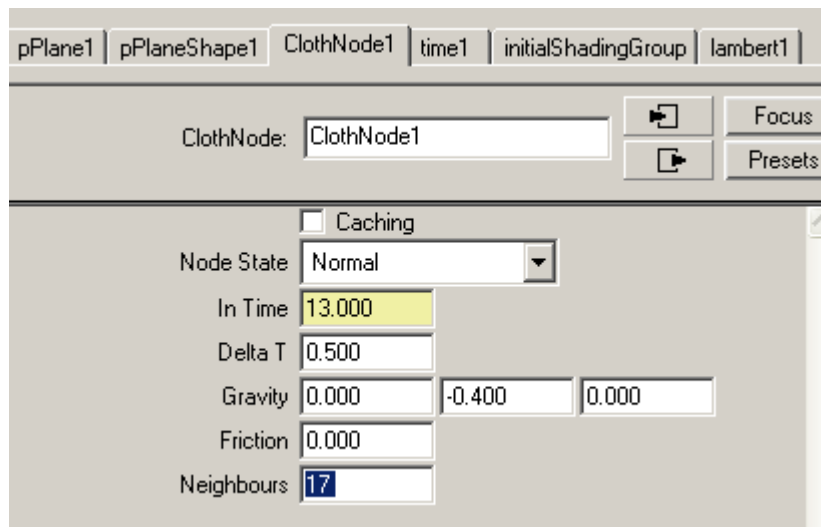 pPlane1 pPlaneShape1 ClothNode1 time1 initialShadingGroup lambert1
ClothNode: ClothNode1 Focus
Presets
Caching
Node State Normal
In Time 13.000
Delta T 0.500
Gravity 0.000 -0.400 0.000
Friction 0.000
Neighbours 17